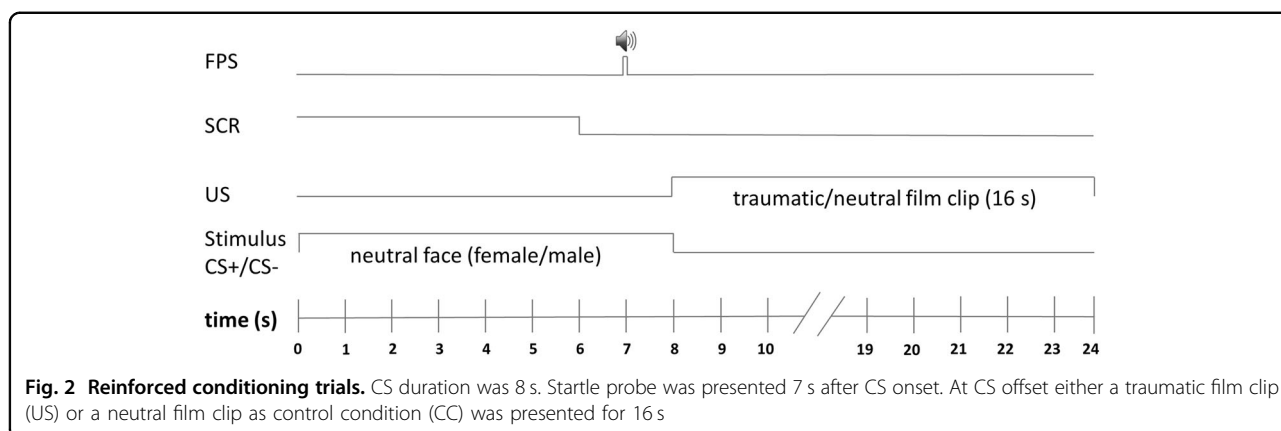 FPS
SCR
US
traumatic/neutral film clip (16 s)
Stimulus
CS+/CS-
neutral face (female/male)
time (s)
0 1 2 3 4 5 6 7 8 9 10 19 20 21 22 23 24
Fig. 2 Reinforced conditioning trials. CS duration was 8 s. Startle probe was presented 7 s after CS onset. At CS offset either a traumatic film clip
(US) or a neutral film clip as control condition (CC) was presented for 16 s